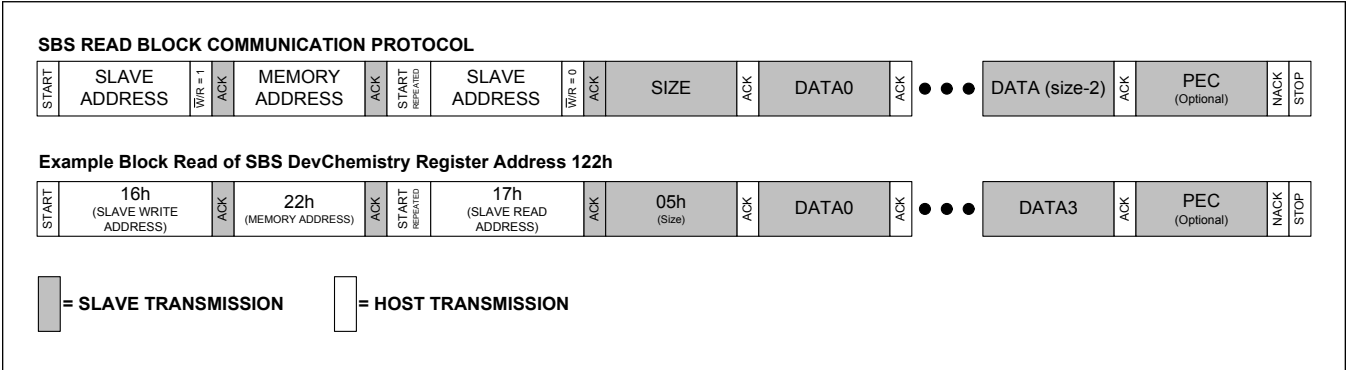 SBS READ BLOCK COMMUNICATION PROTOCOL
START
SLAVE
ADDRESS
W̅/R = 1
ACK
MEMORY
ADDRESS
ACK
START
REPEATED
SLAVE
ADDRESS
W̅/R = 0
ACK
SIZE
ACK
DATA0
ACK
● ● ●
DATA (size-2)
ACK
PEC
(Optional)
NACK
STOP
Example Block Read of SBS DevChemistry Register Address 122h
START
16h
(SLAVE WRITE
ADDRESS)
ACK
22h
(MEMORY ADDRESS)
ACK
START
REPEATED
17h
(SLAVE READ
ADDRESS)
ACK
05h
(Size)
ACK
DATA0
ACK
● ● ●
DATA3
ACK
PEC
(Optional)
NACK
STOP
= SLAVE TRANSMISSION
= HOST TRANSMISSION